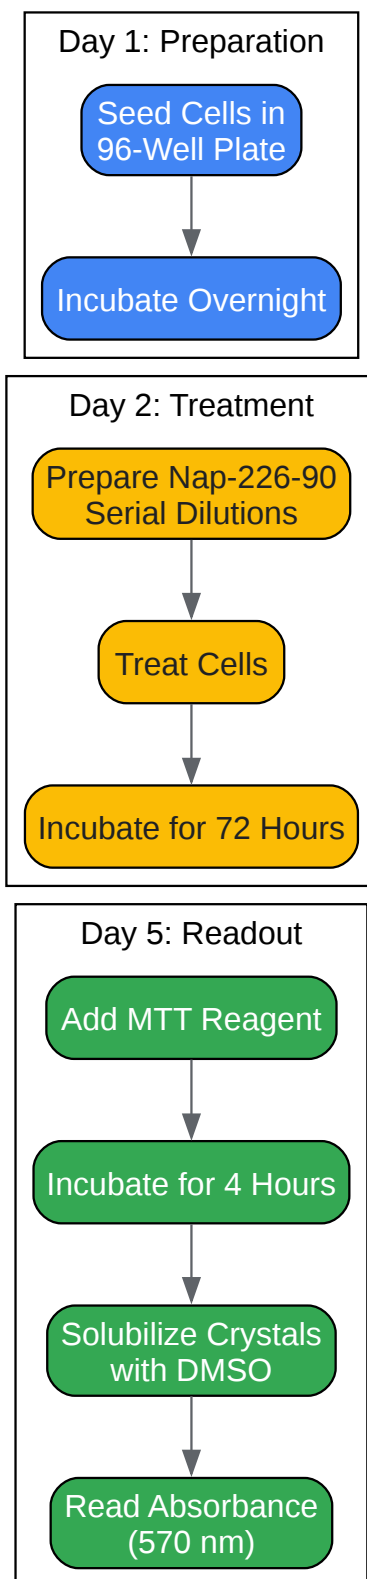 Day 1: Preparation
Seed Cells in
96-Well Plate
Incubate Overnight
Day 2: Treatment
Prepare Nap-226-90
Serial Dilutions
Treat Cells
Incubate for 72 Hours
Day 5: Readout
Add MTT Reagent
Incubate for 4 Hours
Solubilize Crystals
with DMSO
Read Absorbance
(570 nm)